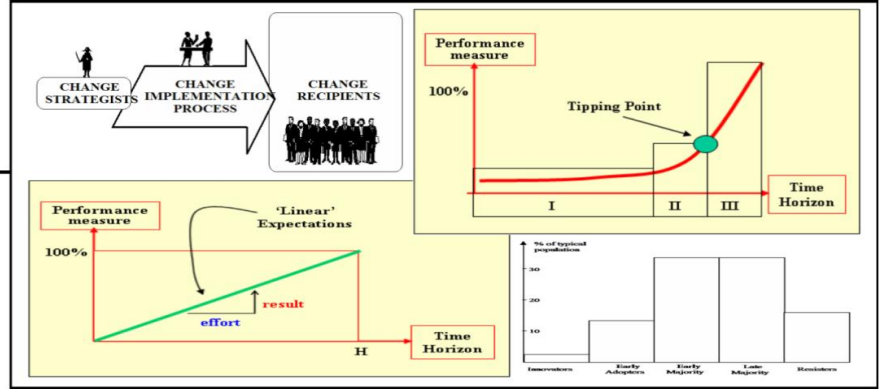 CHANGE
STRATEGISTS
CHANGE
IMPLEMENTATION
PROCESS
CHANGE
RECIPIENTS
Performance
measure
100%
Tipping Point
I
II
III
Time
Horizon
Performance
measure
'Linear'
Expectations
100%
result
effort
H
Time
Horizon
% of typical
population
30
20
10
Innovators
Early
Adopters
Early
Majority
Late
Majority
Resisters